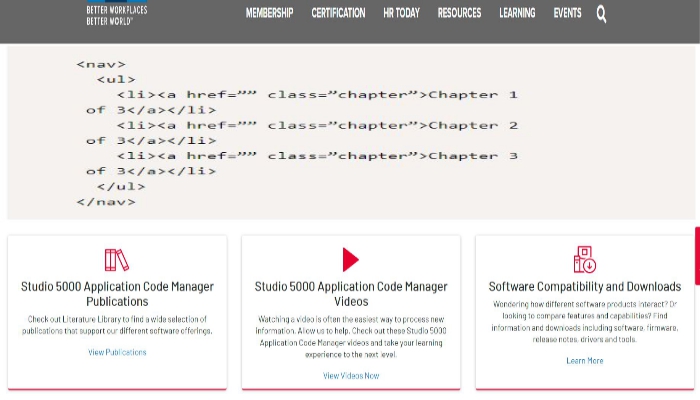 BETTER WORKPLACES
BETTER WORLD™
MEMBERSHIP CERTIFICATION HR TODAY RESOURCES LEARNING EVENTS
<nav>
<ul>
<li><a href=”” class=”chapter”>Chapter 1
of 3</a></li>
<li><a href=”” class=”chapter”>Chapter 2
of 3</a></li>
<li><a href=”” class=”chapter”>Chapter 3
of 3</a></li>
</ul>
</nav>
Studio 5000 Application Code Manager
Publications
Check out Literature Library to find a wide selection of
publications that support our different software offerings.
View Publications
Studio 5000 Application Code Manager
Videos
Watching a video is often the easiest way to process new
information. Allow us to help. Check out these Studio 5000
Application Code Manager videos and take your learning
experience to the next level.
View Videos Now
Software Compatibility and Downloads
Wondering how different software products interact? Or
looking to compare features and capabilities? Find
information and downloads including software, firmware,
release notes, drivers and tools.
Learn More